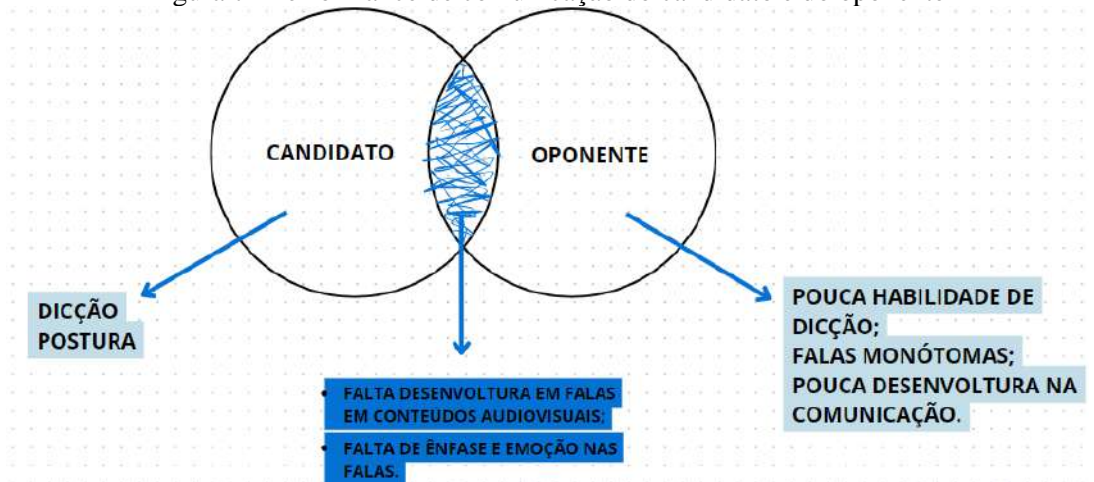 CANDIDATO
OPONENTE
DICÇÃO
POSTURA
FALTA DESENVOLTURA EM FALAS
EM CONTEÚDOS AUDIOVISUAIS;
FALTA DE ÊNFASE E EMOÇÃO NAS
FALAS.
POUCA HABILIDADE DE
DICÇÃO;
FALAS MONÓTOMAS;
POUCA DESENVOLTURA NA
COMUNICAÇÃO.